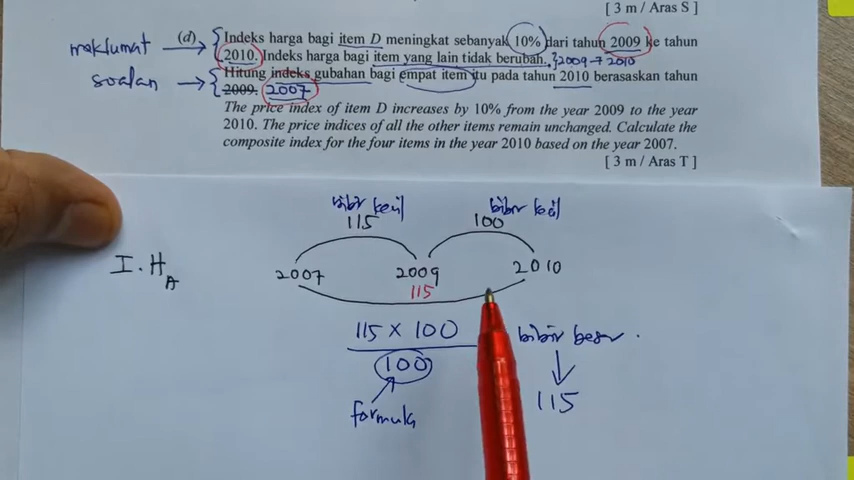 [ 3 m / Aras S ]
maklumat → (d) { Indeks harga bagi item D meningkat sebanyak 10% dari tahun 2009 ke tahun
2010. Indeks harga bagi item yang lain tidak berubah. } 2009 → 2010
soalan → { Hitung indeks gubahan bagi empat item itu pada tahun 2010 berasaskan tahun
2009. 2007
The price index of item D increases by 10% from the year 2009 to the year
2010. The price indices of all the other items remain unchanged. Calculate the
composite index for the four items in the year 2010 based on the year 2007.
[ 3 m / Aras T ]
bibir kecil bibir kecil
115 100
I.H_A 2007 2009 2010
115
115 × 100 bibir besar.
100
formula 115